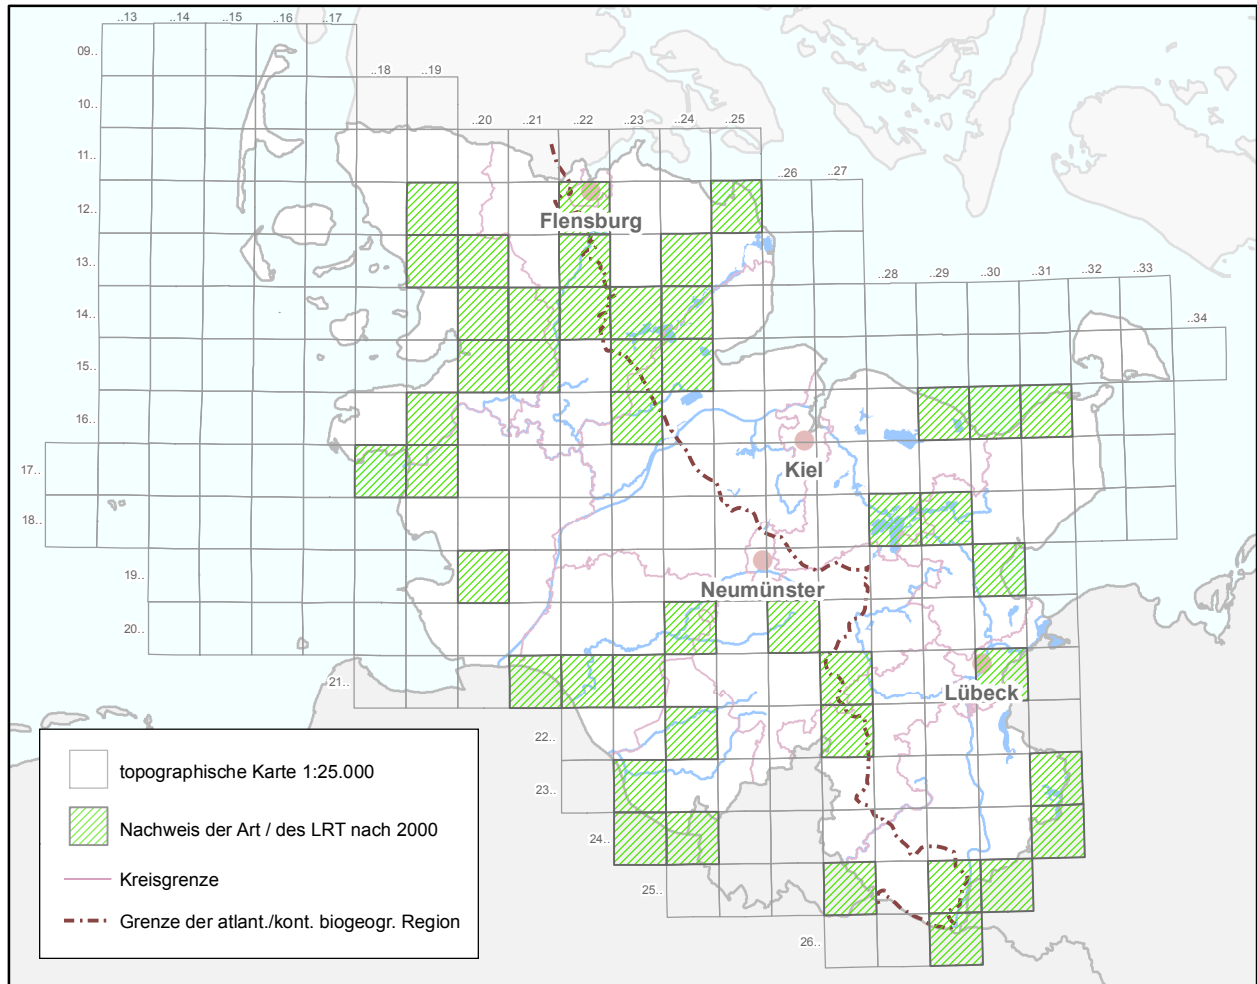 ..13 ..14 ..15 ..16 ..17
09..
..18 ..19
10..
..20 ..21 ..22 ..23 ..24 ..25
11..
..26 ..27
12..
Flensburg
13..
..28 ..29 ..30 ..31 ..32 ..33
14..
..34
15..
16..
Kiel
17..
18..
19..
Neumünster
20..
21..
Lübeck
22..
23..
24..
25..
26..
topographische Karte 1:25.000
Nachweis der Art / des LRT nach 2000
Kreisgrenze
Grenze der atlant./kont. biogeogr. Region